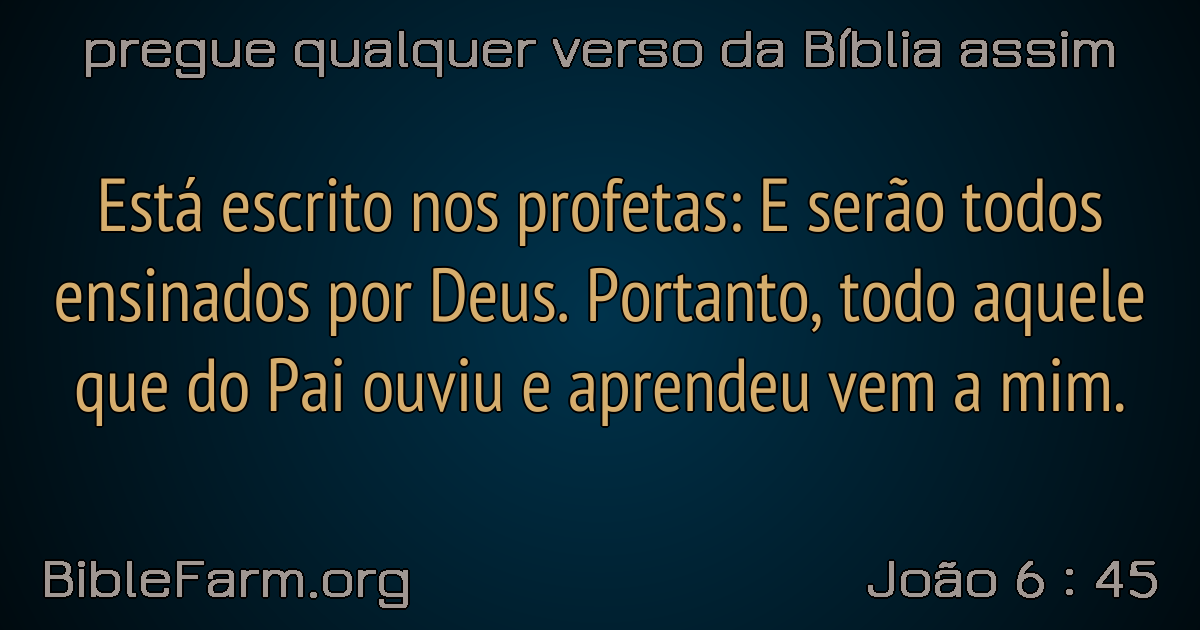 pregue qualquer verso da Bíblia assim
Está escrito nos profetas: E serão todos
ensinados por Deus. Portanto, todo aquele
que do Pai ouviu e aprendeu vem a mim.
BibleFarm.org
João 6 : 45